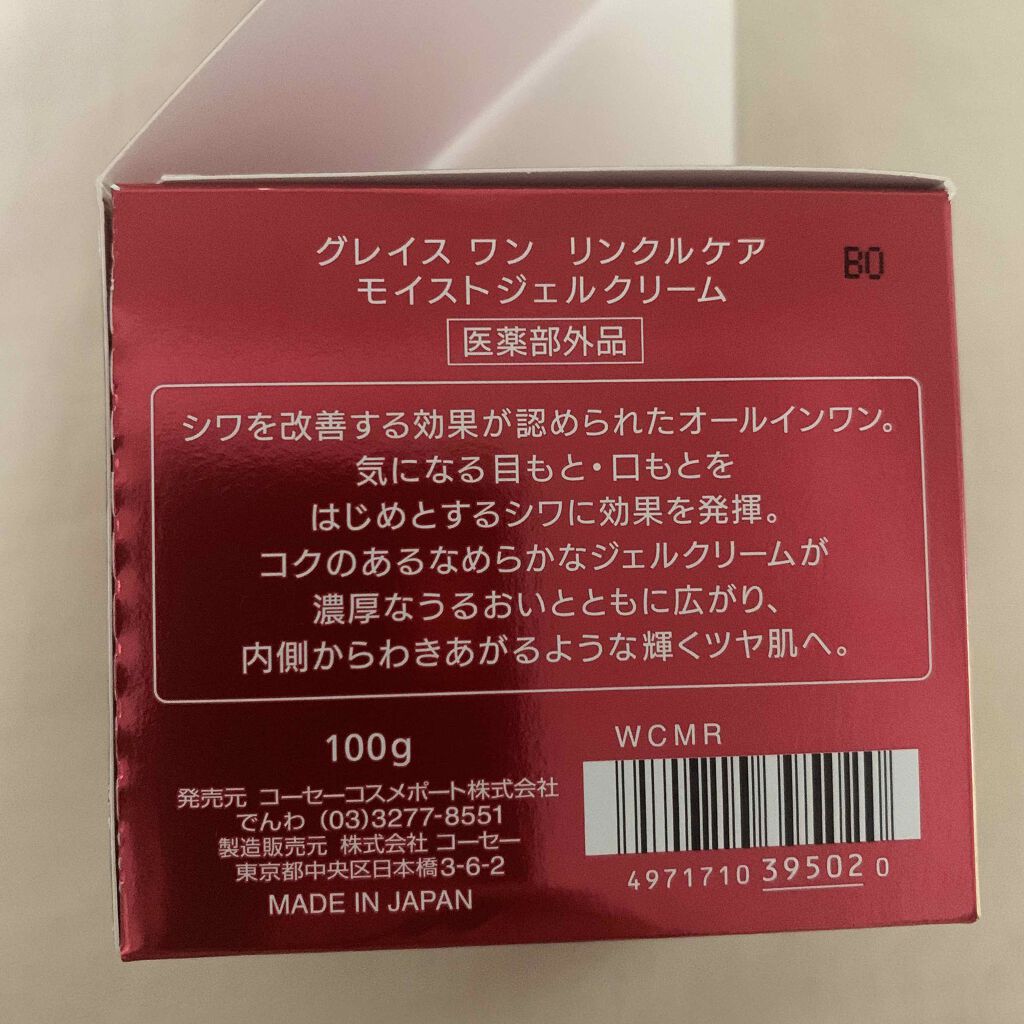 グレイス ワン リンクルケア
モイストジェルクリーム
BO
医薬部外品
シワを改善する効果が認められたオールインワン。
気になる目もと・口もとを
はじめとするシワに効果を発揮。
コクのあるなめらかなジェルクリームが
濃厚なうるおいとともに広がり、
内側からわきあがるような輝くツヤ肌へ。
100g
発売元 コーセーコスメポート株式会社
でんわ (03)3277-8551
製造販売元 株式会社 コーセー
東京都中央区日本橋3-6-2
MADE IN JAPAN
WCMR
4971710 39502 0